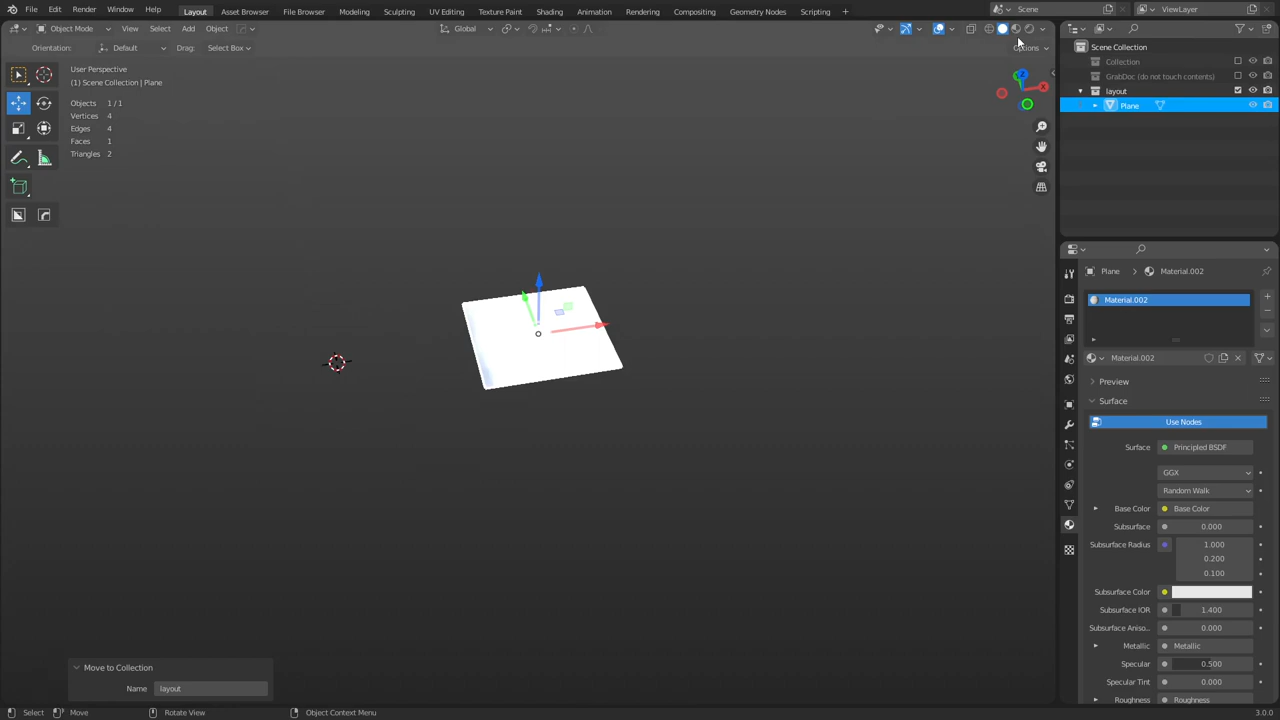 File Edit Render Window Help Layout Asset Browser File Browser Modeling Sculpting UV Editing Texture Paint Shading Animation Rendering Compositing Geometry Nodes Scripting + Scene ViewLayer
Object Mode View Select Add Object Global
Orientation: Default Drag: Select Box Options
Scene Collection
Collection
GrabDoc (do not touch contents)
layout
Plane
User Perspective
(1) Scene Collection | Plane
Objects 1 / 1
Vertices 4
Edges 4
Faces 1
Triangles 2
Plane > Material.002
Material.002
Material.002
Preview
Surface
Use Nodes
Surface Principled BSDF
GGX
Random Walk
Base Color Base Color
Subsurface 0.000
Subsurface Radius 1.000
0.200
0.100
Subsurface Color
Subsurface IOR 1.400
Subsurface Aniso... 0.000
Metallic Metallic
Specular 0.500
Specular Tint 0.000
Roughness Roughness
Move to Collection
Name layout
Select Move Rotate View Object Context Menu 3.0.0